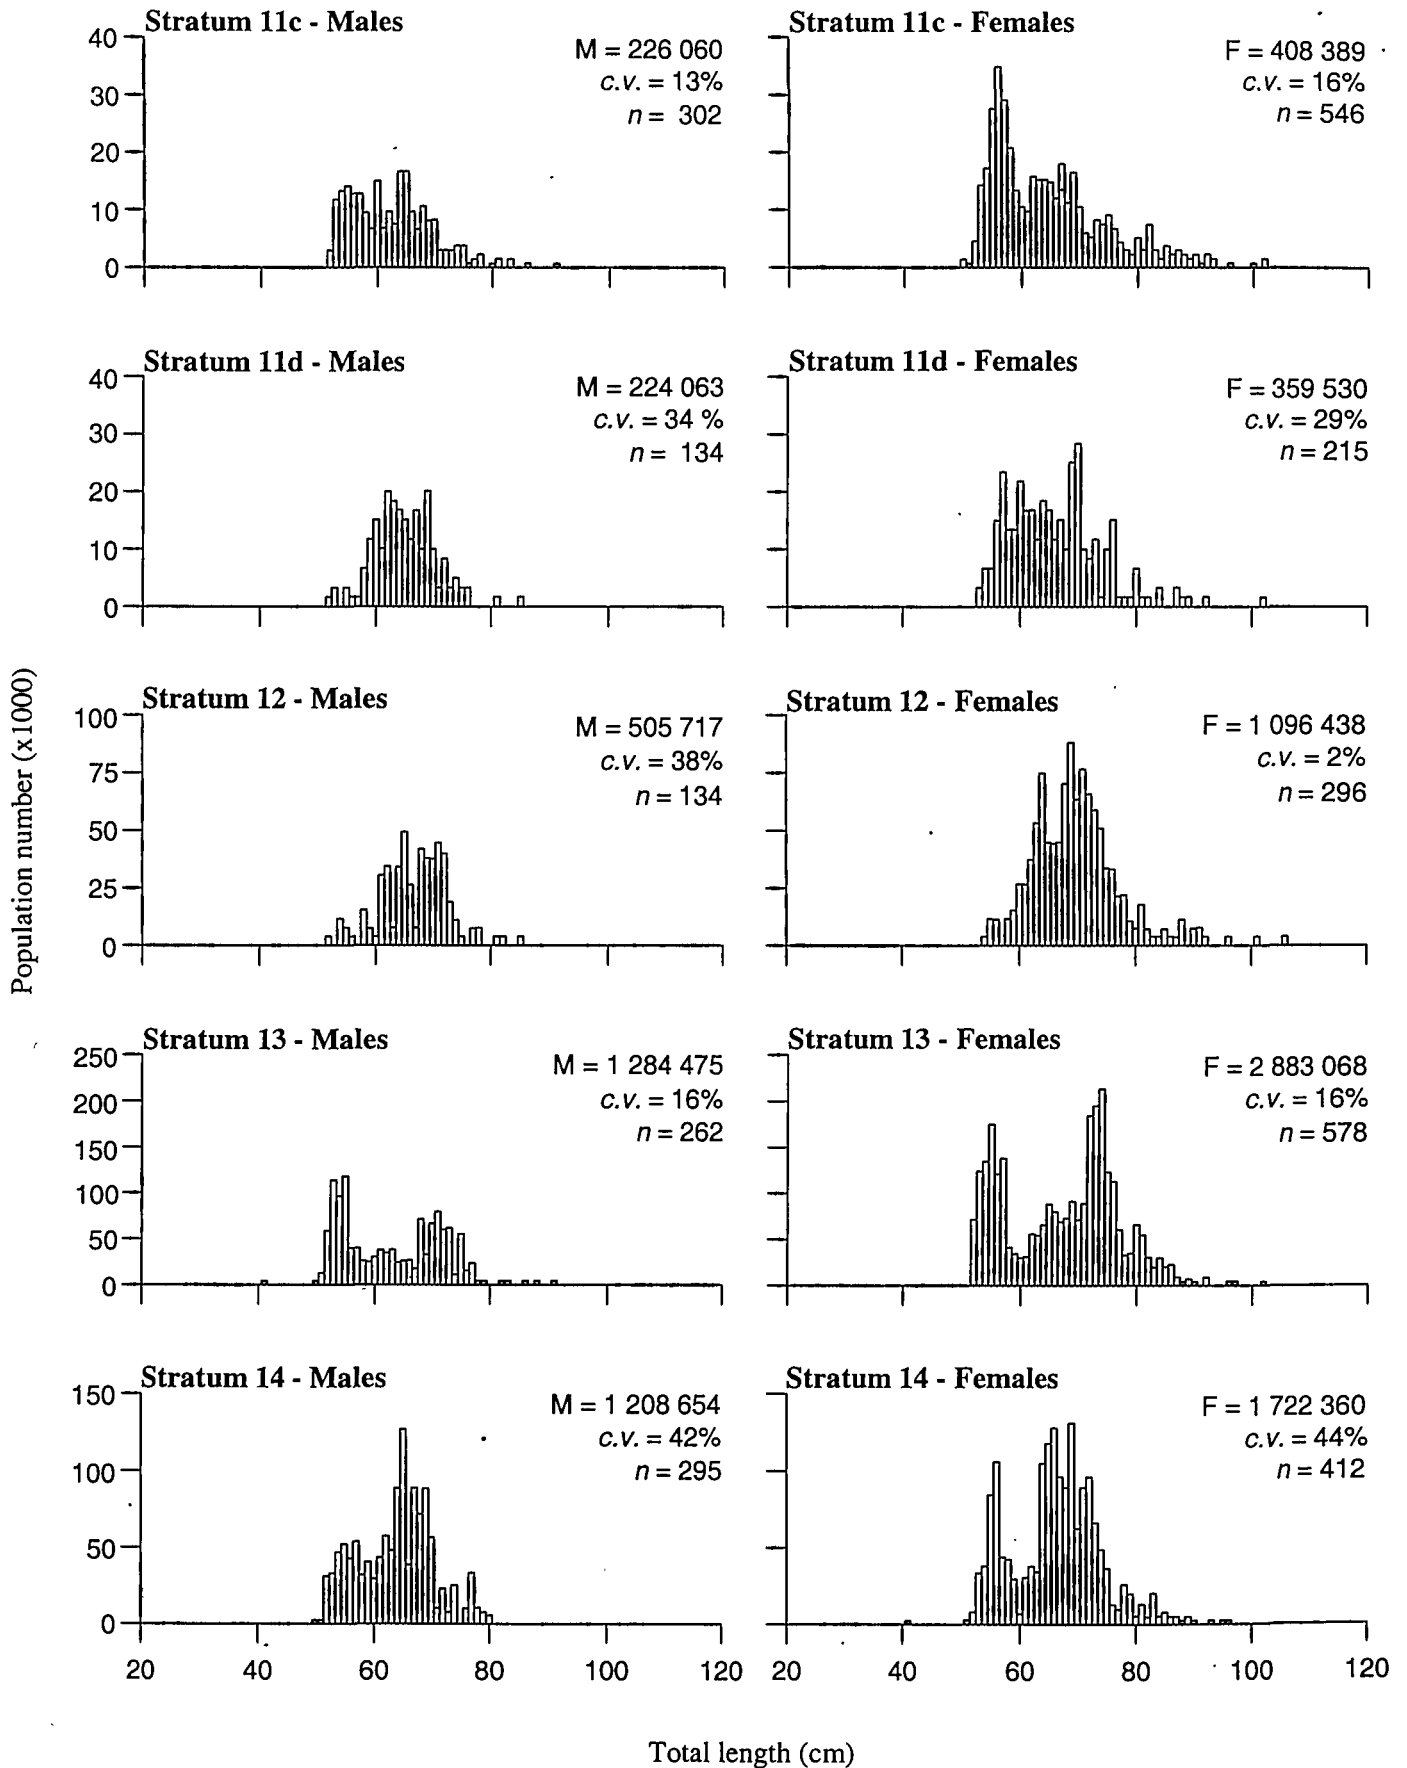 Stratum 11c - Males
M = 226 060
c.v. = 13%
n = 302
40
30
20
10
0
Stratum 11c - Females
F = 408 389
c.v. = 16%
n = 546
Stratum 11d - Males
M = 224 063
c.v. = 34 %
n = 134
40
30
20
10
0
Stratum 11d - Females
F = 359 530
c.v. = 29%
n = 215
Stratum 12 - Males
M = 505 717
c.v. = 38%
n = 134
100
75
50
25
0
Stratum 12 - Females
F = 1 096 438
c.v. = 2%
n = 296
Population number (x1000)
Stratum 13 - Males
M = 1 284 475
c.v. = 16%
n = 262
250
200
150
100
50
0
Stratum 13 - Females
F = 2 883 068
c.v. = 16%
n = 578
Stratum 14 - Males
M = 1 208 654
c.v. = 42%
n = 295
150
100
50
0
20 40 60 80 100 120
Stratum 14 - Females
F = 1 722 360
c.v. = 44%
n = 412
20 40 60 80 100 120
Total length (cm)